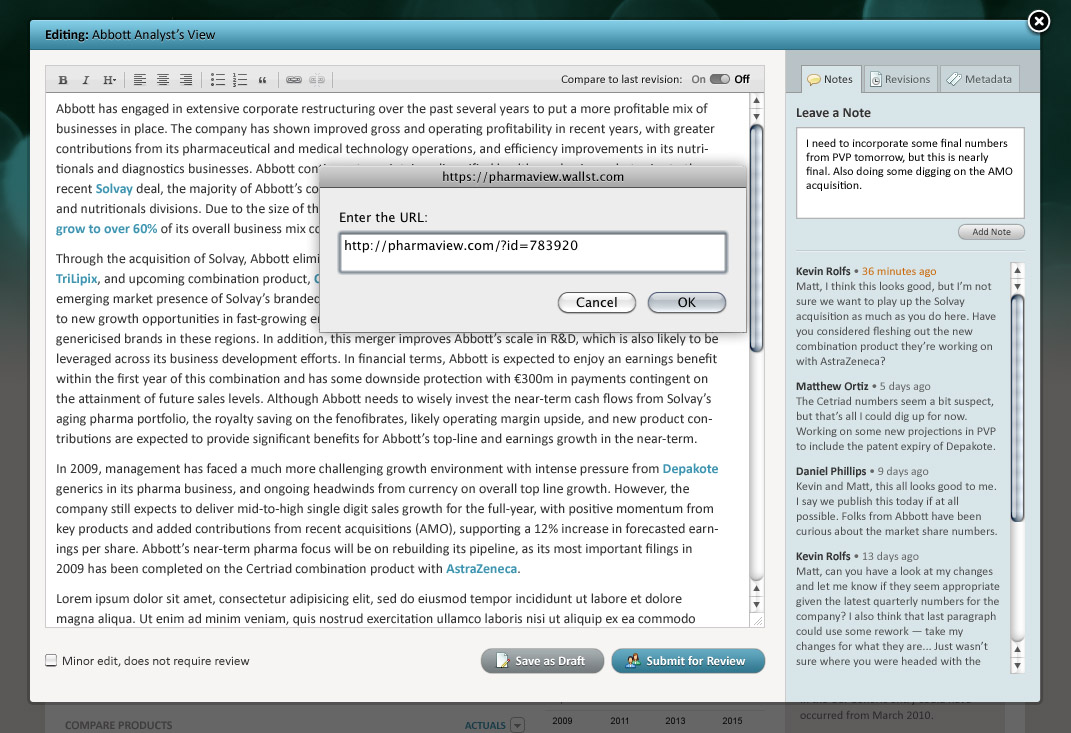 Editing: Abbott Analyst's View
B I H
Compare to last revision: On Off
Abbott has engaged in extensive corporate restructuring over the past several years to put a more profitable mix of
businesses in place. The company has shown improved gross and operating profitability in recent years, with greater
contributions from its pharmaceutical and medical technology operations, and efficiency improvements in its nutri-
tionals and diagnostics businesses. Abbott
recent Solvay deal, the majority of Abbott's
and nutritionals divisions. Due to the size of
grow to over 60% of its overall business mix
https://pharmaview.wallst.com
Enter the URL:
http://pharmaview.com/?id=783920
Cancel OK
Through the acquisition of Solvay, Abbott
TriLipix, and upcoming combination product,
emerging market presence of Solvay's branded
to new growth opportunities in fast-growing
genericised brands in these regions. In addition, this merger improves Abbott's scale in R&D, which is also likely to be
leveraged across its business development efforts. In financial terms, Abbott is expected to enjoy an earnings benefit
within the first year of this combination and has some downside protection with €300m in payments contingent on
the attainment of future sales levels. Although Abbott needs to wisely invest the near-term cash flows from Solvay's
aging pharma portfolio, the royalty saving on the fenofibrates, likely operating margin upside, and new product con-
tributions are expected to provide significant benefits for Abbott's top-line and earnings growth in the near-term.
In 2009, management has faced a much more challenging growth environment with intense pressure from Depakote
generics in its pharma business, and ongoing headwinds from currency on overall top line growth. However, the
company still expects to deliver mid-to-high single digit sales growth for the full-year, with positive momentum from
key products and added contributions from recent acquisitions (AMO), supporting a 12% increase in forecasted earn-
ings per share. Abbott's near-term pharma focus will be on rebuilding its pipeline, as its most important filings in
2009 has been completed on the Certriad combination product with AstraZeneca.
Lorem ipsum dolor sit amet, consectetur adipisicing elit, sed do eiusmod tempor incididunt ut labore et dolore
magna aliqua. Ut enim ad minim veniam, quis nostrud exercitation ullamco laboris nisi ut aliquip ex ea commodo
Minor edit, does not require review
Save as Draft
Submit for Review
Notes Revisions Metadata
Leave a Note
I need to incorporate some final numbers
from PVP tomorrow, but this is nearly
final. Also doing some digging on the AMO
acquisition.
Add Note
Kevin Rolfs • 36 minutes ago
Matt, I think this looks good, but I'm not
sure we want to play up the Solvay
acquisition as much as you do here. Have
you considered fleshing out the new
combination product they're working on
with AstraZeneca?
Matthew Ortiz • 5 days ago
The Cetriad numbers seem a bit suspect,
but that's all I could dig up for now.
Working on some new projections in PVP
to include the patent expiry of Depakote.
Daniel Phillips • 9 days ago
Kevin and Matt, this all looks good to me.
I say we publish this today if at all
possible. Folks from Abbott have been
curious about the market share numbers.
Kevin Rolfs • 13 days ago
Matt, can you have a look at my changes
and let me know if they seem appropriate
given the latest quarterly numbers for the
company? I also think that last paragraph
could use some rework — take my
changes for what they are... Just wasn't
sure where you were headed with the
COMPARE PRODUCTS
ACTUALS
2009 2011 2013 2015
occurred from March 2010.